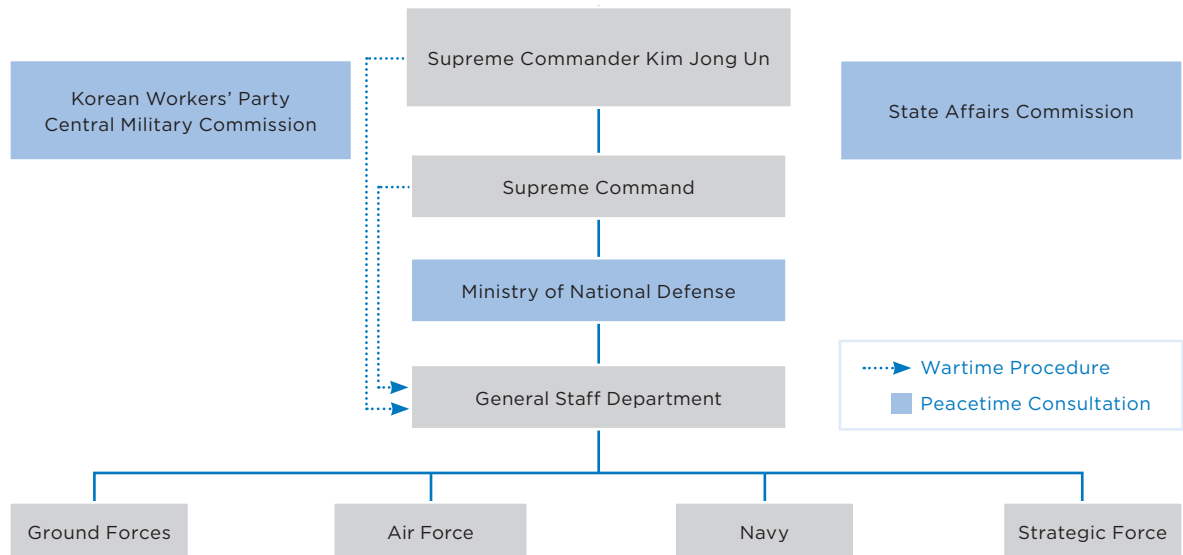 Supreme Commander Kim Jong Un
Korean Workers’ Party
Central Military Commission
State Affairs Commission
Supreme Command
Ministry of National Defense
General Staff Department
Wartime Procedure
Peacetime Consultation
Ground Forces
Air Force
Navy
Strategic Force